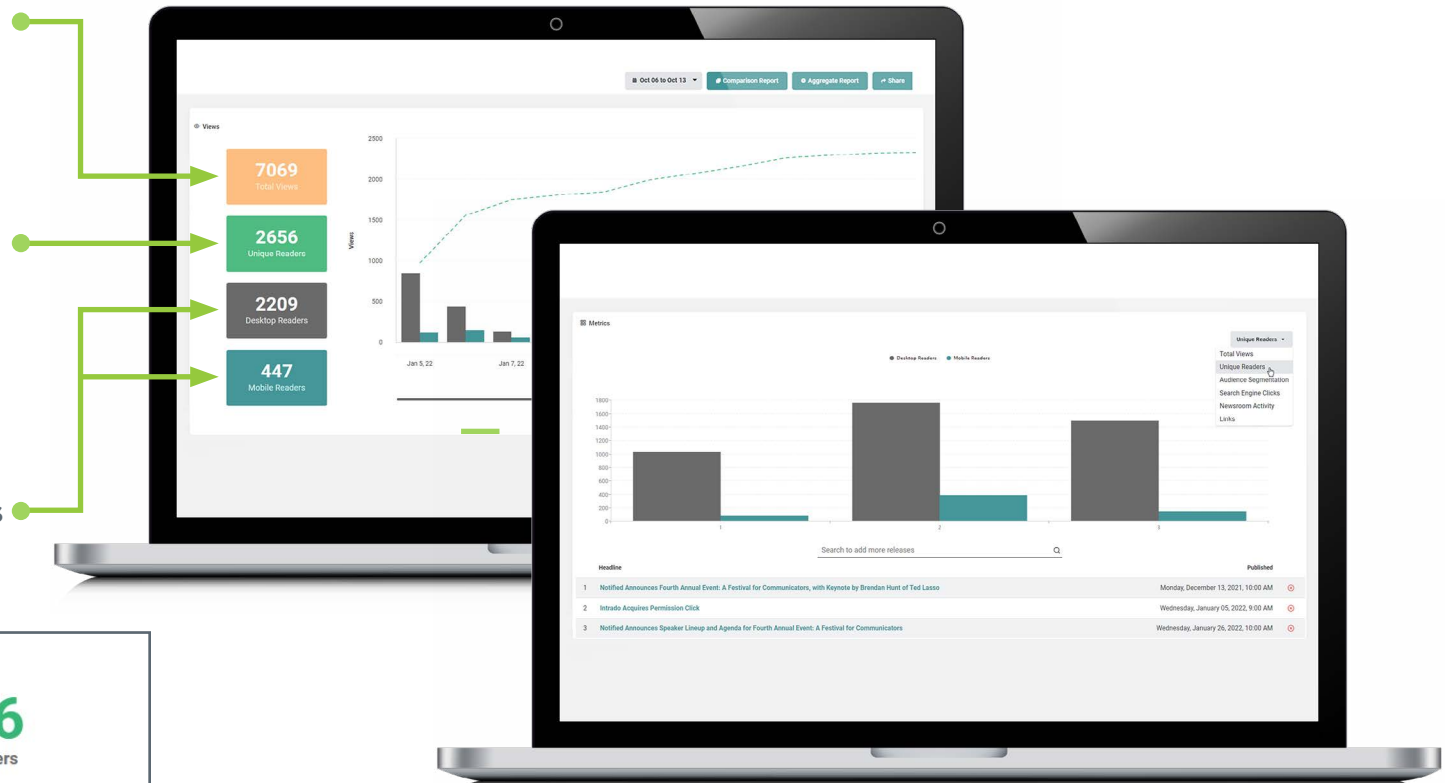 Oct 06 to Oct 13
Comparison Report
Aggregate Report
Share
Views
7069
Total Views
2656
Unique Readers
2209
Desktop Readers
447
Mobile Readers
Views
2500
2000
1500
1000
500
0
Jan 5, 22
Jan 7, 22
Metrics
Unique Readers
Total Views
Unique Readers
Audience Segmentation
Search Engine Clicks
Newsroom Activity
Links
Desktop Readers
Mobile Readers
1800
1600
1400
1200
1000
800
600
400
200
0
1
2
3
Search to add more releases
Headline Published
1 Notified Announces Fourth Annual Event: A Festival for Communicators, with Keynote by Brendan Hunt of Ted Lasso Monday, December 13, 2021, 10:00 AM
2 Intrado Acquires Permission Click Wednesday, January 05, 2022, 9:00 AM
3 Notified Announces Speaker Lineup and Agenda for Fourth Annual Event: A Festival for Communicators Wednesday, January 26, 2022, 10:00 AM
s
6
ers